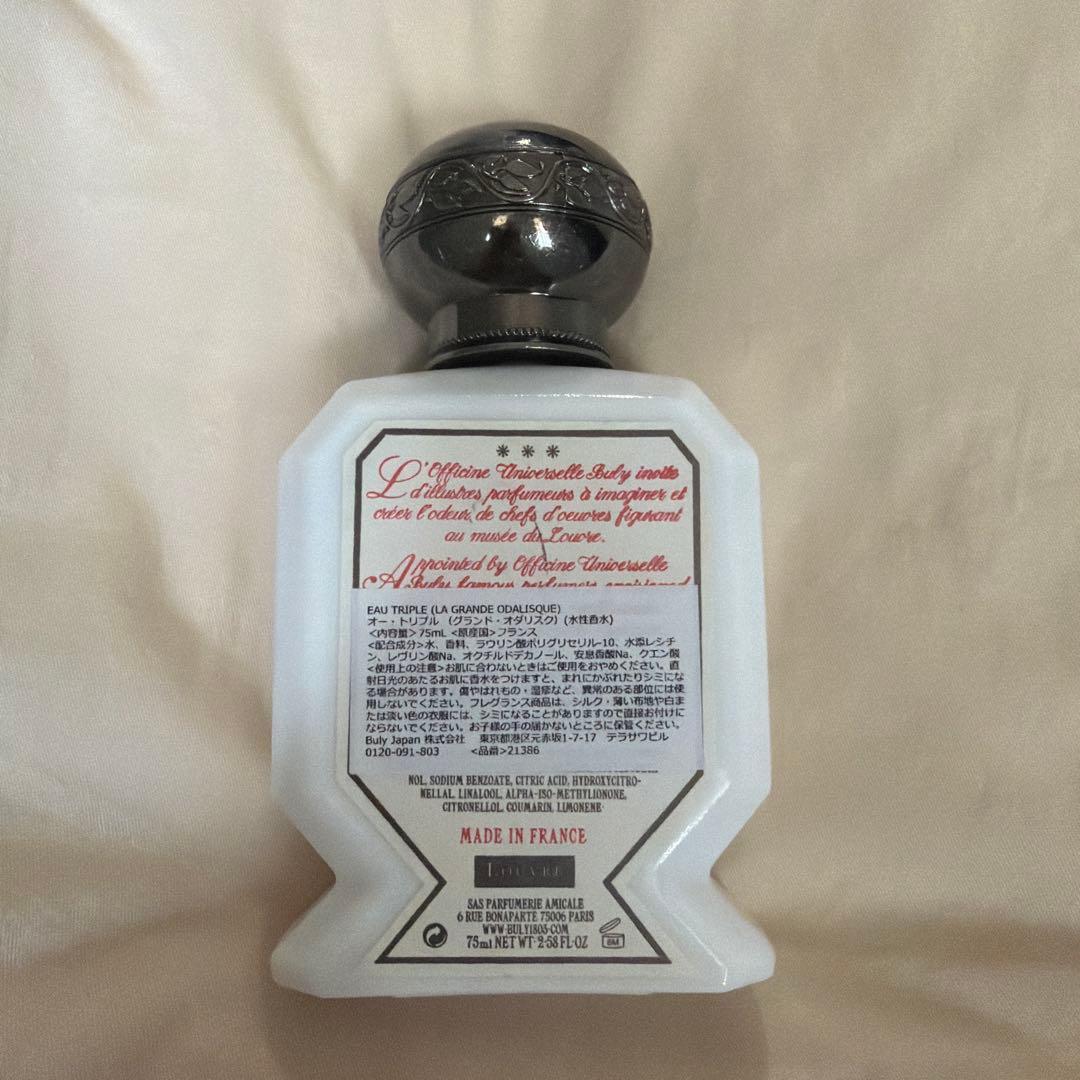 ***
L'Officine Universelle Buly invite
d'illustres parfumeurs à imaginer et
créer l'odeur de chefs d'oeuvres figurant
au musée du Louvre.
Appointed by Officine Universelle
Buly famous perfumers envisioned
EAU TRIPLE (LA GRANDE ODALISQUE)
オー・トリプル （グランド・オダリスク）(水性香水)
<内容量> 75mL <原産国>フランス
<配合成分>水、香料、ラウリン酸ポリグリセリル-10、水添レシチ
ン、レヴリン酸Na、オクチルドデカノール、安息香酸Na、クエン酸
<使用上の注意>お肌に合わないときはご使用をおやめください。直
射日光のあたるお肌に香水をつけますと、まれにかぶれたりシミにな
る場合があります。傷やはれもの・湿疹など、異常のある部位には使
用しないでください。フレグランス商品は、シルク・薄い布地や白ま
たは淡い色の衣服には、シミになることがありますので直接お付けに
ならないでください。お子様の手の届かないところに保管ください。
Buly Japan 株式会社 東京都港区元赤坂1-7-17 テラサワビル
0120-091-803 <品番>21386
NOL, SODIUM BENZOATE, CITRIC ACID, HYDROXYCITRO-
NELLAL, LINALOOL, ALPHA-ISO-METHYLIONONE,
CITRONELLOL, COUMARIN, LIMONENE
MADE IN FRANCE
LOUVRE
SAS PARFUMERIE AMICALE
6 RUE BONAPARTE 75006 PARIS
WWW.BULY1803.COM
75ml NET WT· 2·58 FL·OZ
6M